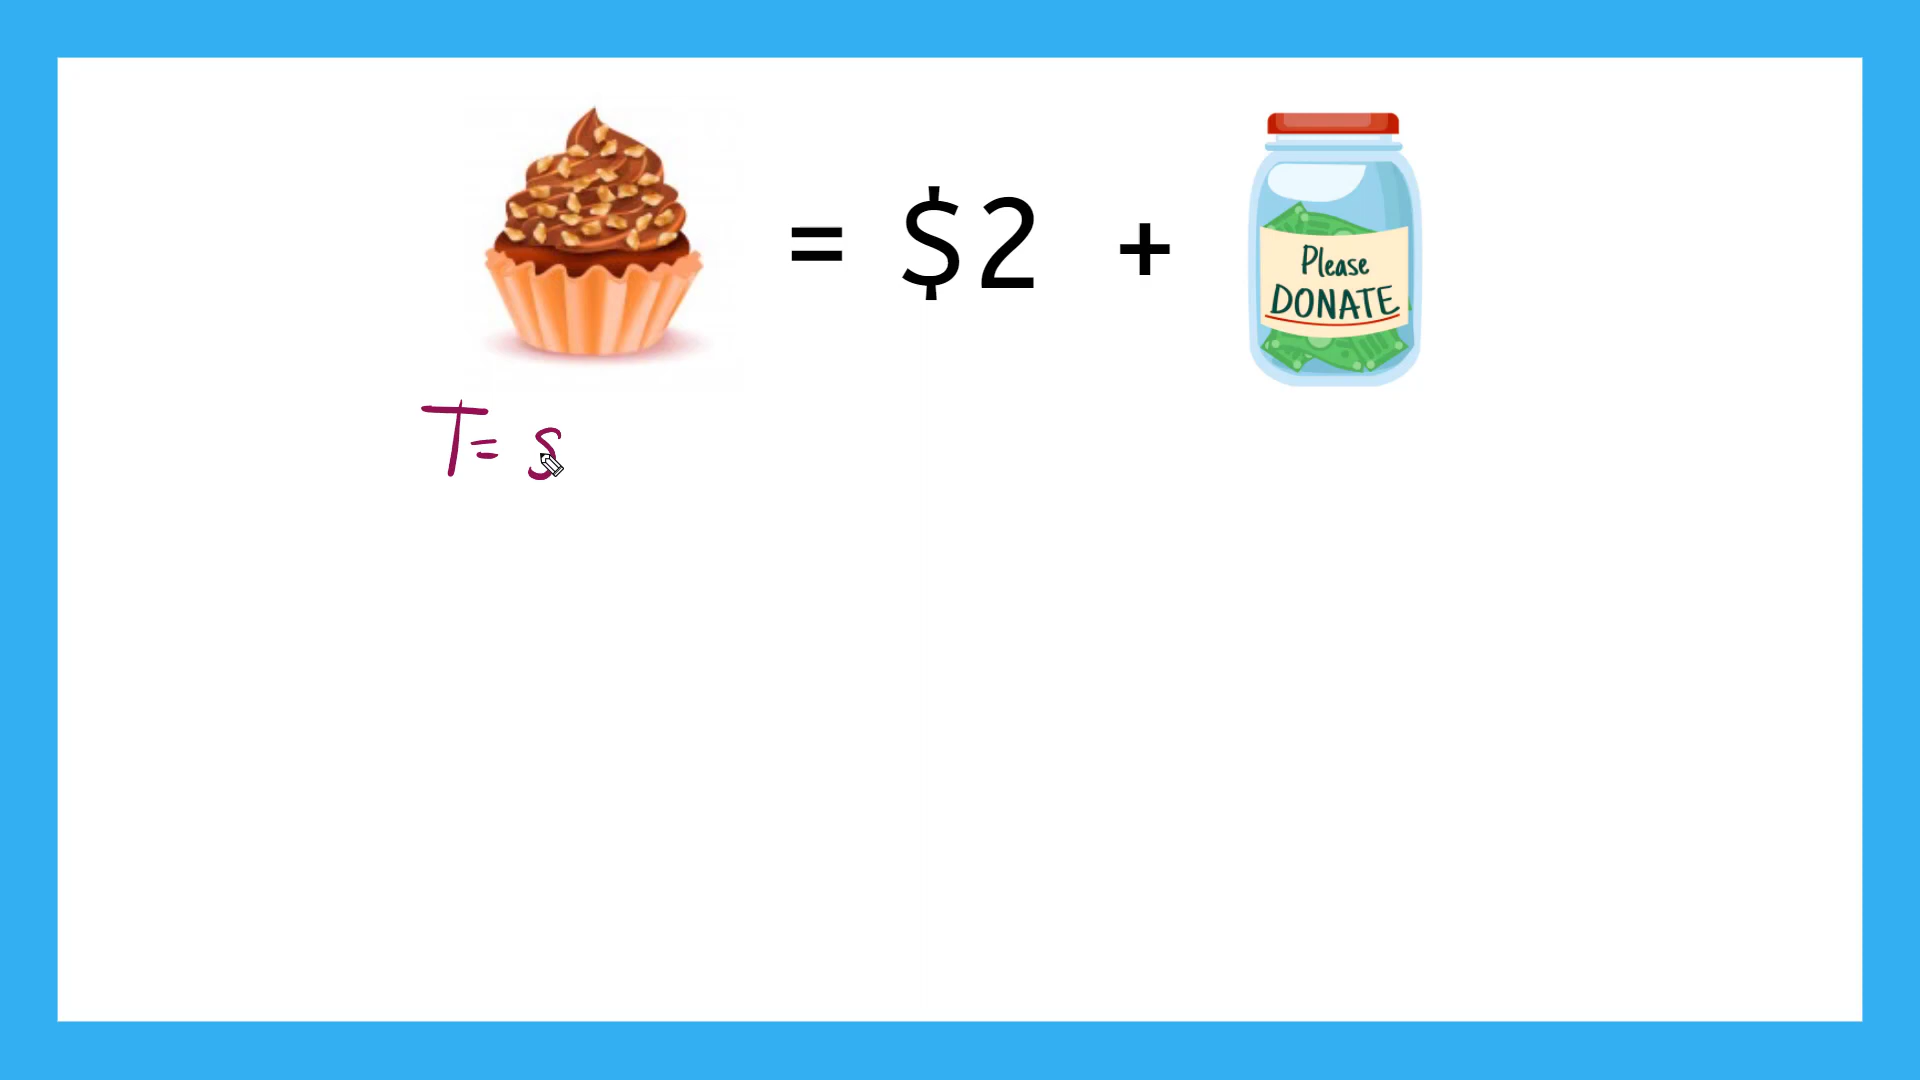 = $2 +
Please
DONATE
T= s